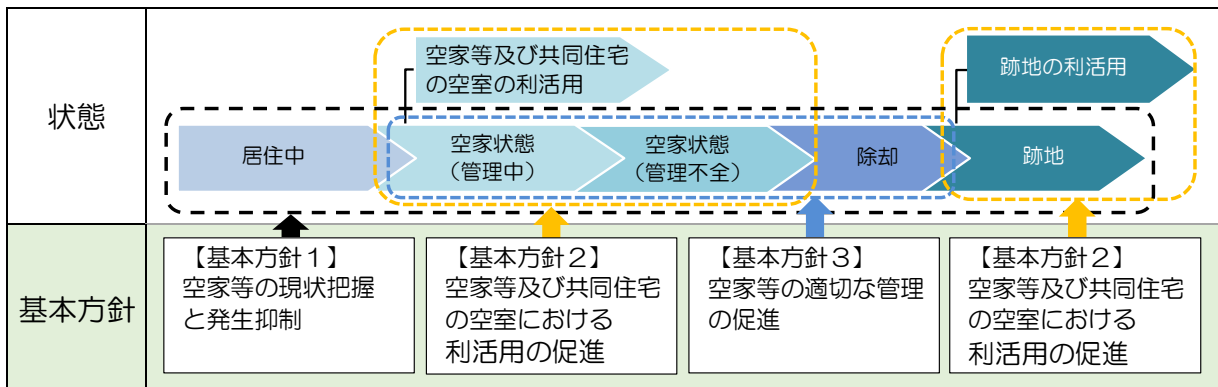 状態
空家等及び共同住宅
の空室の利活用
跡地の利活用
居住中
空家状態
（管理中）
空家状態
（管理不全）
除却
跡地
基本方針
【基本方針１】
空家等の現状把握
と発生抑制
【基本方針２】
空家等及び共同住宅
の空室における
利活用の促進
【基本方針３】
空家等の適切な管理
の促進
【基本方針２】
空家等及び共同住宅
の空室における
利活用の促進